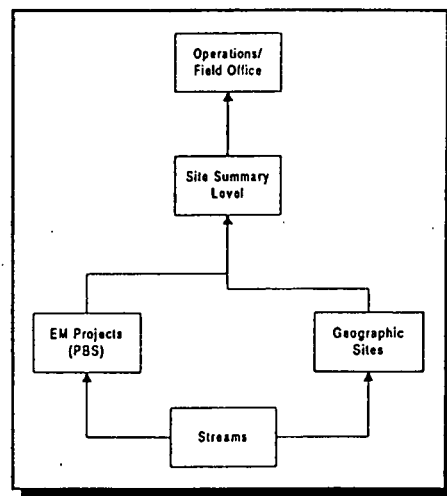 Operations/
Field Office
Site Summary
Level
EM Projects
(PBS)
Geographic
Sites
Streams